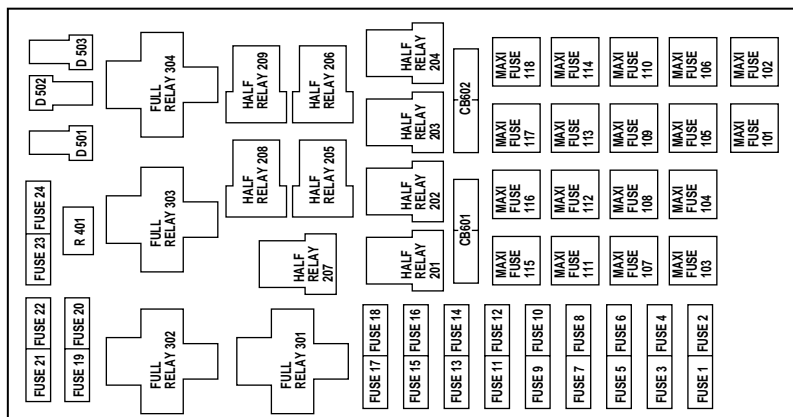 D 503
D 502
D 501
FULL
RELAY 304
HALF
RELAY 209
HALF
RELAY 206
HALF
RELAY
204
CB602
MAXI
FUSE
118
MAXI
FUSE
114
MAXI
FUSE
110
MAXI
FUSE
106
MAXI
FUSE
102
HALF
RELAY
203
MAXI
FUSE
117
MAXI
FUSE
113
MAXI
FUSE
109
MAXI
FUSE
105
MAXI
FUSE
101
FUSE 24
FUSE 23
R 401
FULL
RELAY 303
HALF
RELAY 208
HALF
RELAY 205
HALF
RELAY
202
CB601
MAXI
FUSE
116
MAXI
FUSE
112
MAXI
FUSE
108
MAXI
FUSE
104
HALF
RELAY
207
HALF
RELAY
201
MAXI
FUSE
115
MAXI
FUSE
111
MAXI
FUSE
107
MAXI
FUSE
103
FUSE 22
FUSE 20
FUSE 21
FUSE 19
FULL
RELAY 302
FULL
RELAY 301
FUSE 18
FUSE 16
FUSE 14
FUSE 12
FUSE 10
FUSE 8
FUSE 6
FUSE 4
FUSE 2
FUSE 17
FUSE 15
FUSE 13
FUSE 11
FUSE 9
FUSE 7
FUSE 5
FUSE 3
FUSE 1